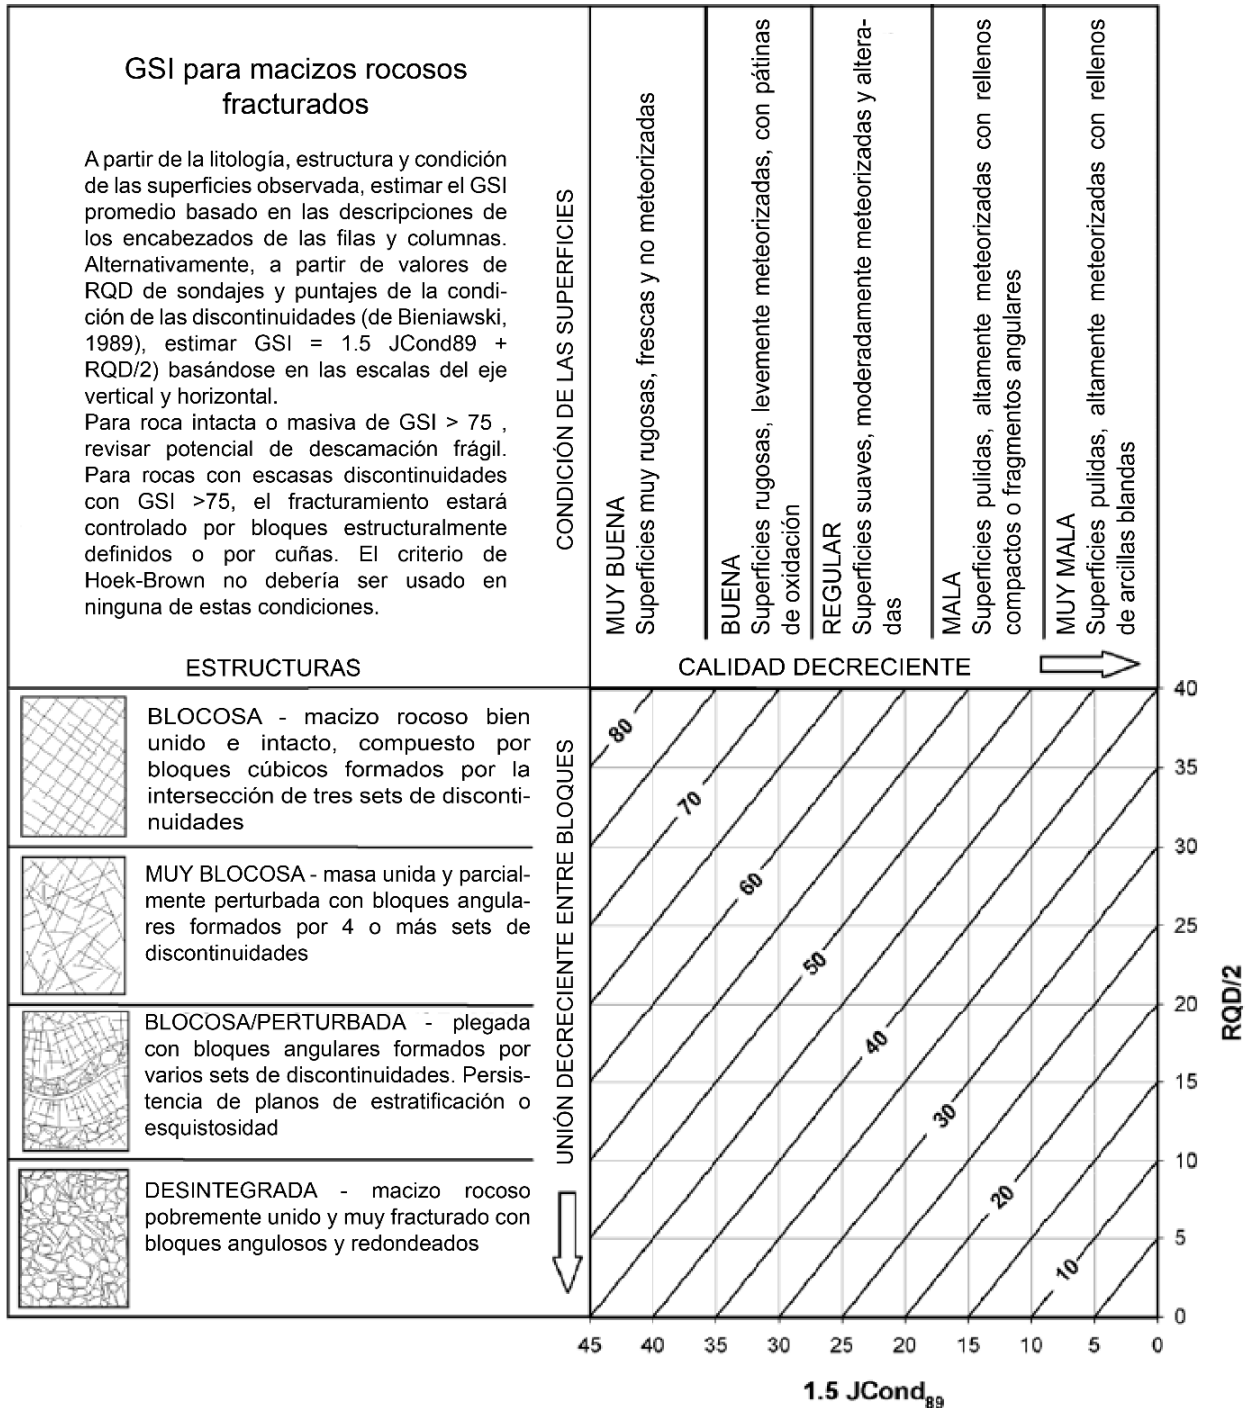 GSI para macizos rocosos
fracturados
A partir de la litología, estructura y condición
de las superficies observada, estimar el GSI
promedio basado en las descripciones de
los encabezados de las filas y columnas.
Alternativamente, a partir de valores de
RQD de sondajes y puntajes de la condi-
ción de las discontinuidades (de Bieniawski,
1989), estimar GSI = 1.5 JCond89 +
RQD/2) basándose en las escalas del eje
vertical y horizontal.
Para roca intacta o masiva de GSI > 75 ,
revisar potencial de descamación frágil.
Para rocas con escasas discontinuidades
con GSI >75, el fracturamiento estará
controlado por bloques estructuralmente
definidos o por cuñas. El criterio de
Hoek-Brown no debería ser usado en
ninguna de estas condiciones.
CONDICIÓN DE LAS SUPERFICIES
MUY BUENA
Superficies muy rugosas, frescas y no meteorizadas
BUENA
Superficies rugosas, levemente meteorizadas, con pátinas
de oxidación
REGULAR
Superficies suaves, moderadamente meteorizadas y altera-
das
MALA
Superficies pulidas, altamente meteorizadas con rellenos
compactos o fragmentos angulares
MUY MALA
Superficies pulidas, altamente meteorizadas con rellenos
de arcillas blandas
ESTRUCTURAS
CALIDAD DECRECIENTE
BLOCOSA - macizo rocoso bien
unido e intacto, compuesto por
bloques cúbicos formados por la
intersección de tres sets de disconti-
nuidades
MUY BLOCOSA - masa unida y parcial-
mente perturbada con bloques angula-
res formados por 4 o más sets de
discontinuidades
BLOCOSA/PERTURBADA - plegada
con bloques angulares formados por
varios sets de discontinuidades. Persis-
tencia de planos de estratificación o
esquistosidad
DESINTEGRADA - macizo rocoso
pobremente unido y muy fracturado con
bloques angulosos y redondeados
UNIÓN DECRECIENTE ENTRE BLOQUES
80
70
60
50
40
30
20
10
40
35
30
25
20
15
10
5
0
RQD/2
45 40 35 30 25 20 15 10 5 0
1.5 JCond89